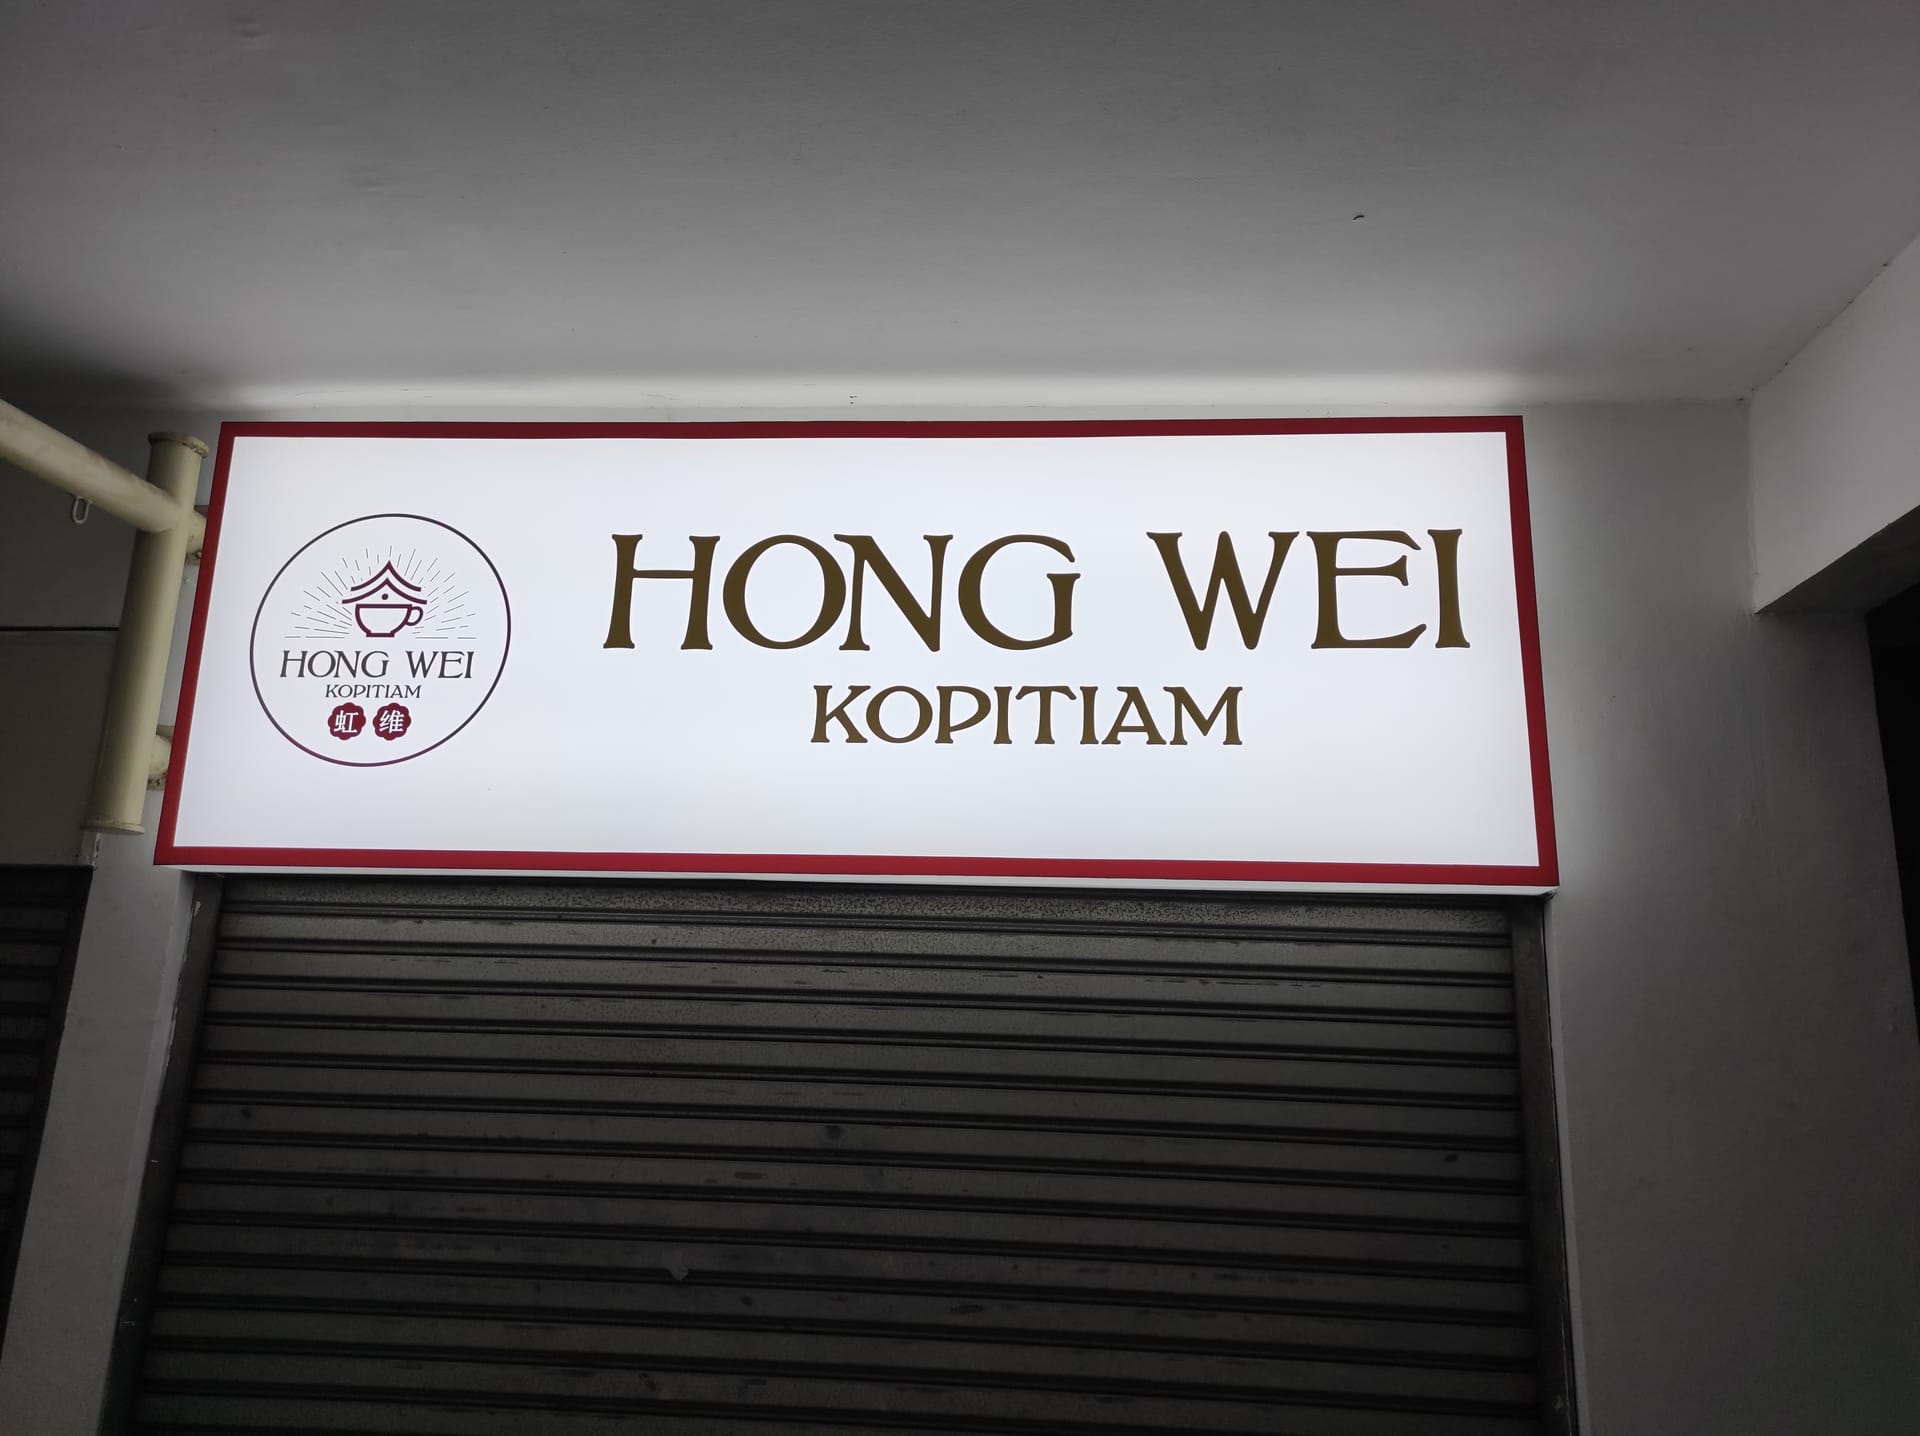 HONG WEI
KOPITIAM
虹 维
HONG WEI
KOPITIAM